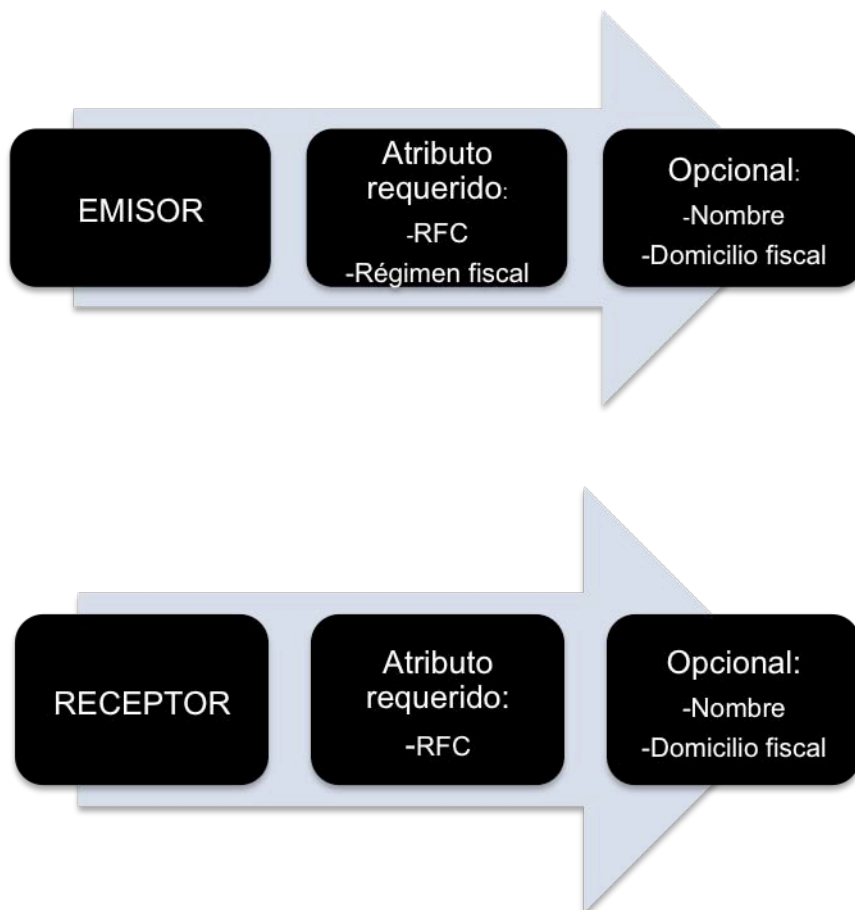 EMISOR
Atributo
requerido:
-RFC
-Régimen fiscal
Opcional:
-Nombre
-Domicilio fiscal
RECEPTOR
Atributo
requerido:
-RFC
Opcional:
-Nombre
-Domicilio fiscal